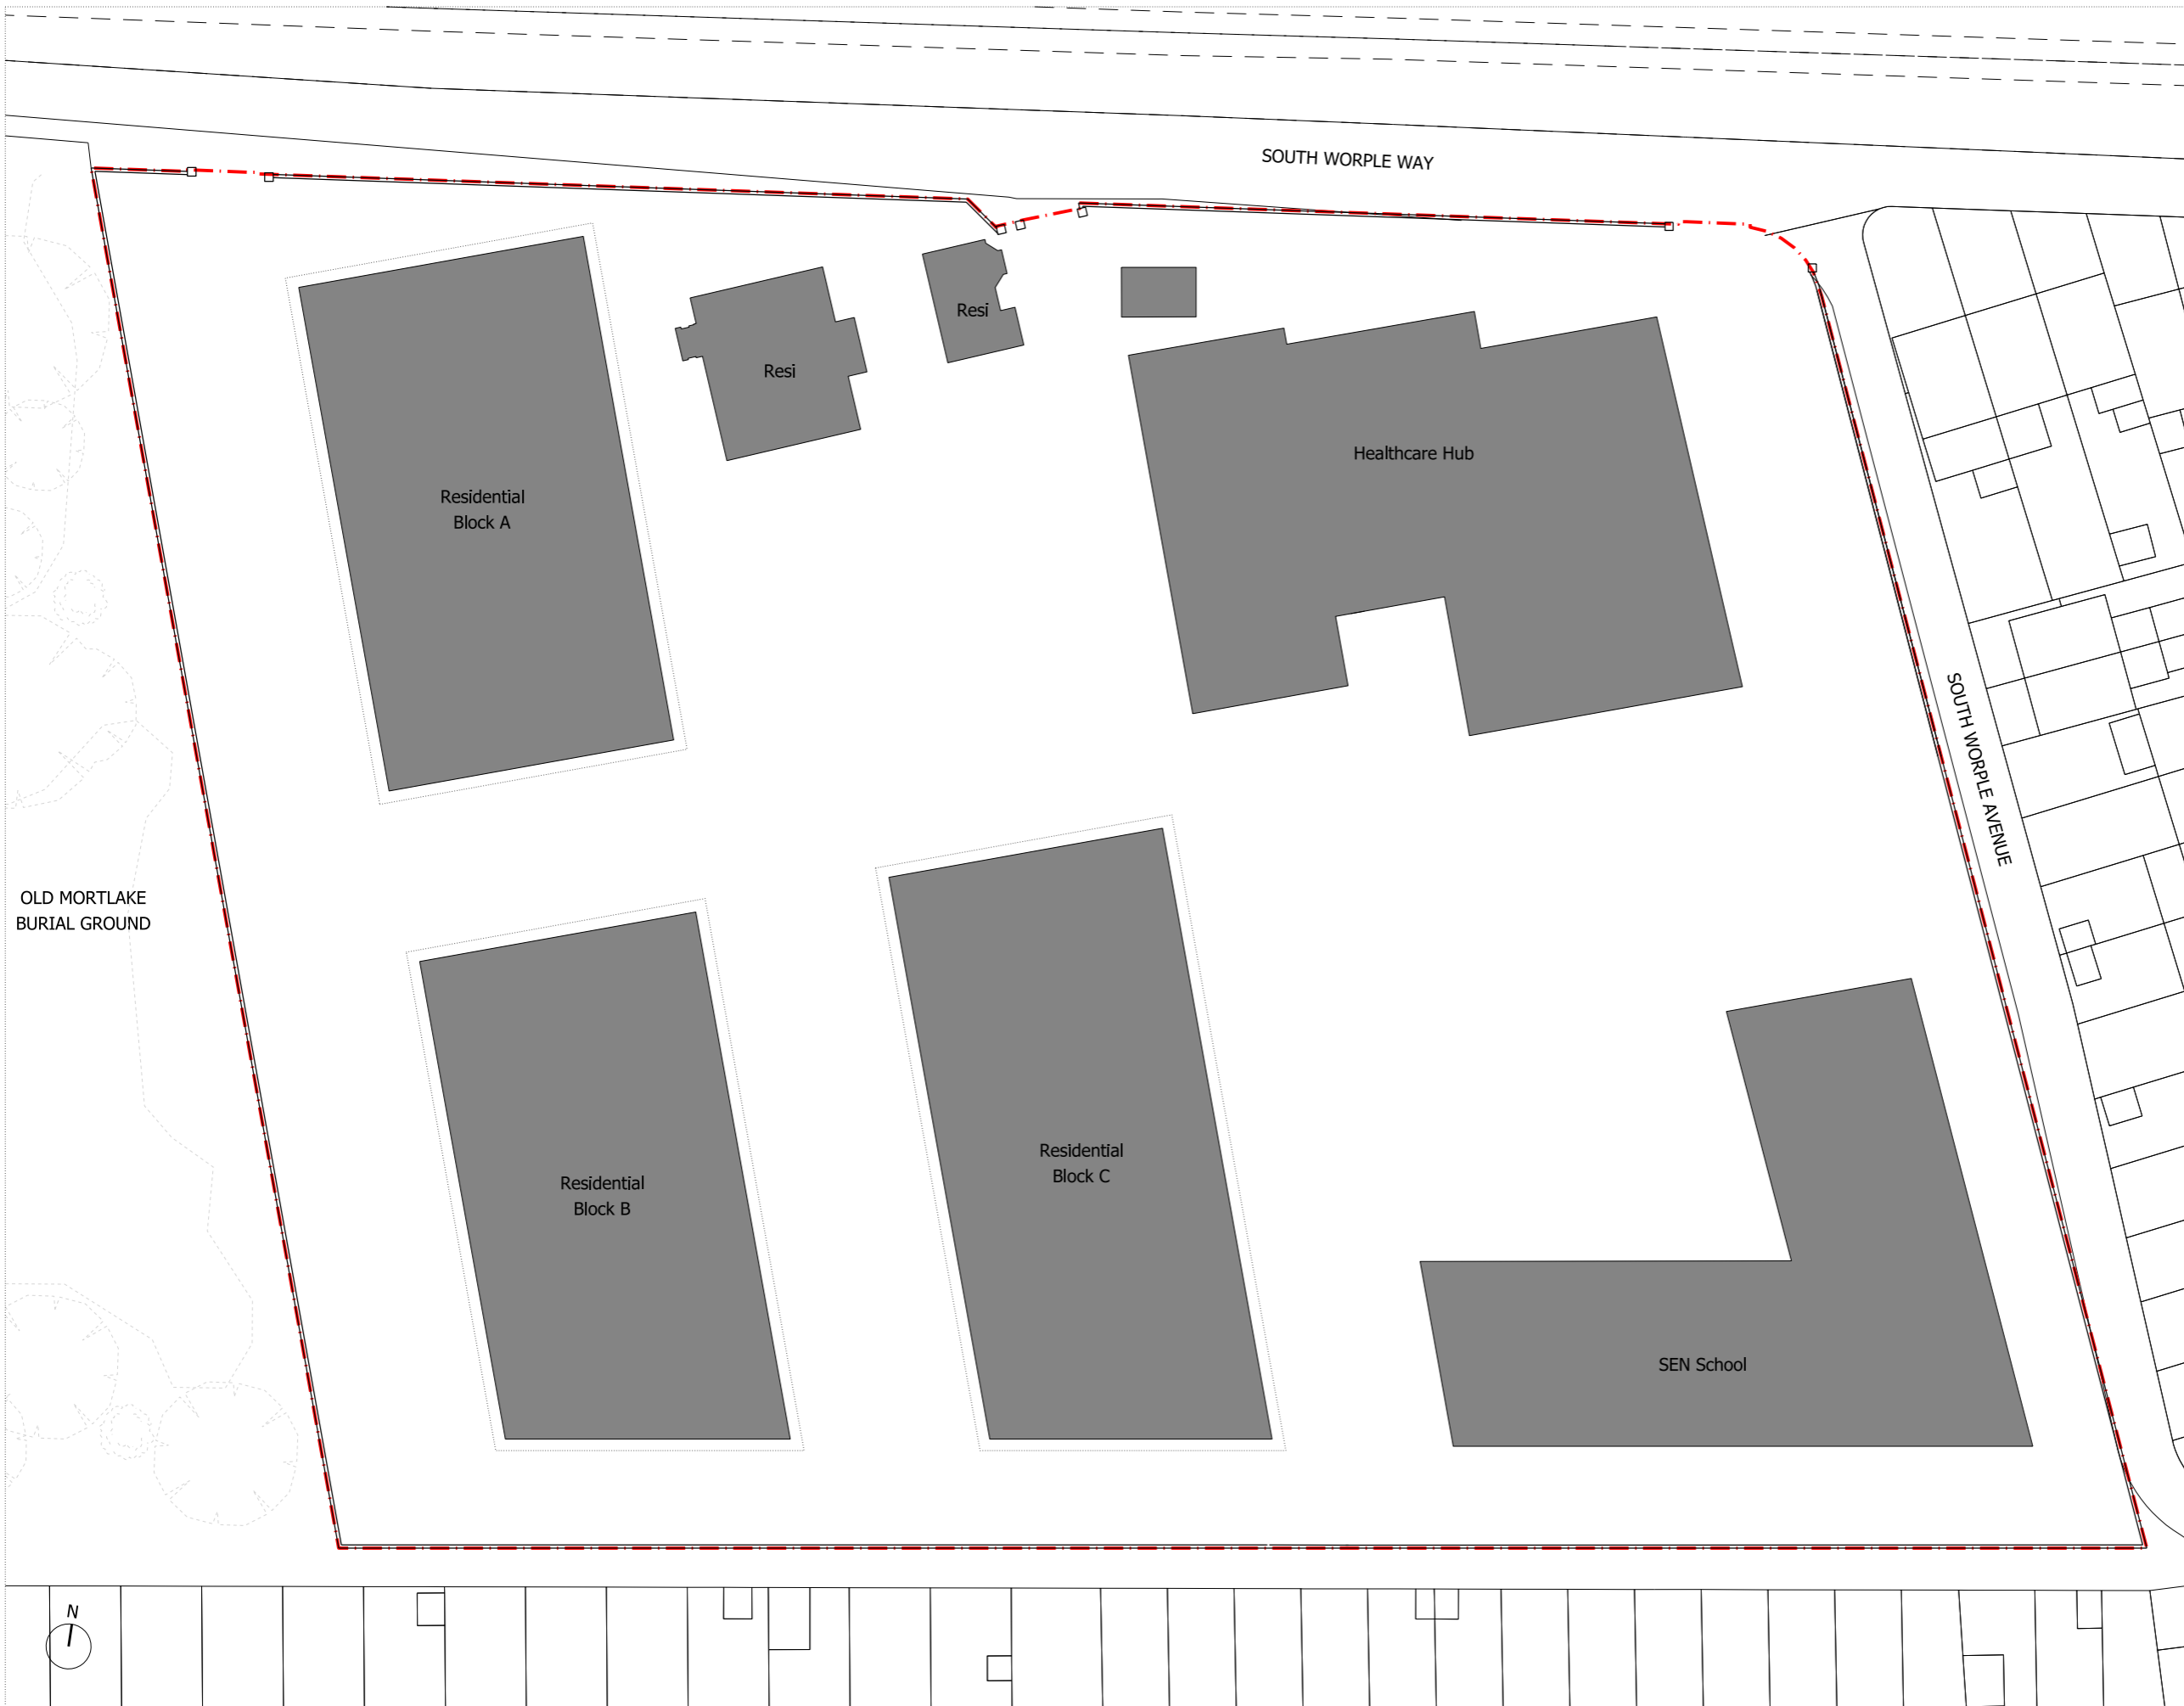 SOUTH WORPLE WAY
Resi
Resi
Healthcare Hub
Residential
Block A
SOUTH WORPLE AVENUE
OLD MORTLAKE
BURIAL GROUND
Residential
Block C
Residential
Block B
SEN School
N